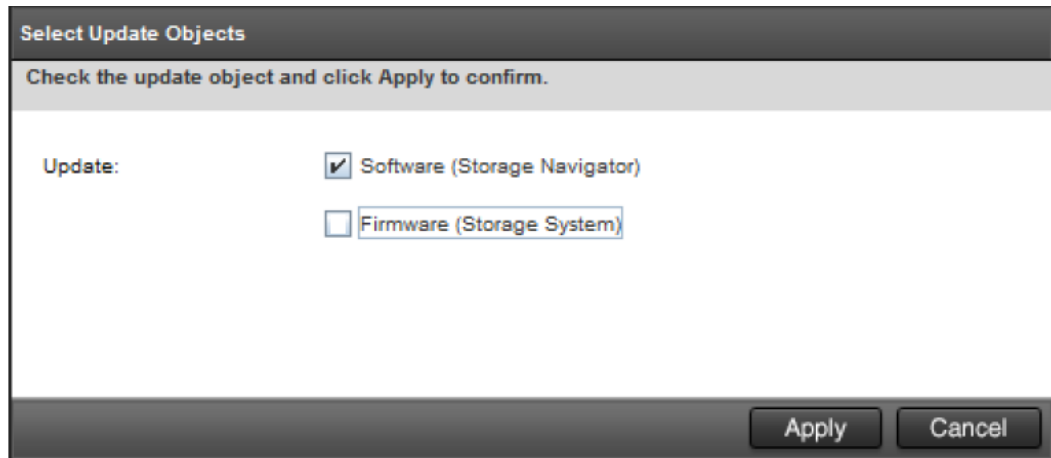 Select Update Objects
Check the update object and click Apply to confirm.
Update:
Software (Storage Navigator)
Firmware (Storage System)
Apply
Cancel